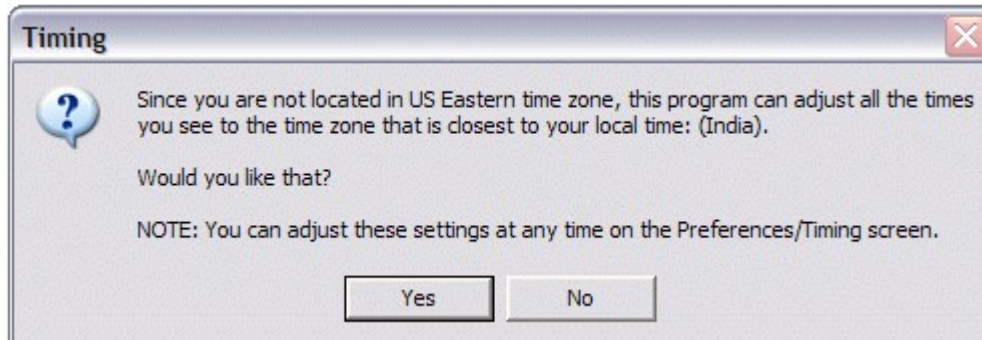 Timing
Since you are not located in US Eastern time zone, this program can adjust all the times
you see to the time zone that is closest to your local time: (India).
Would you like that?
NOTE: You can adjust these settings at any time on the Preferences/Timing screen.
Yes No